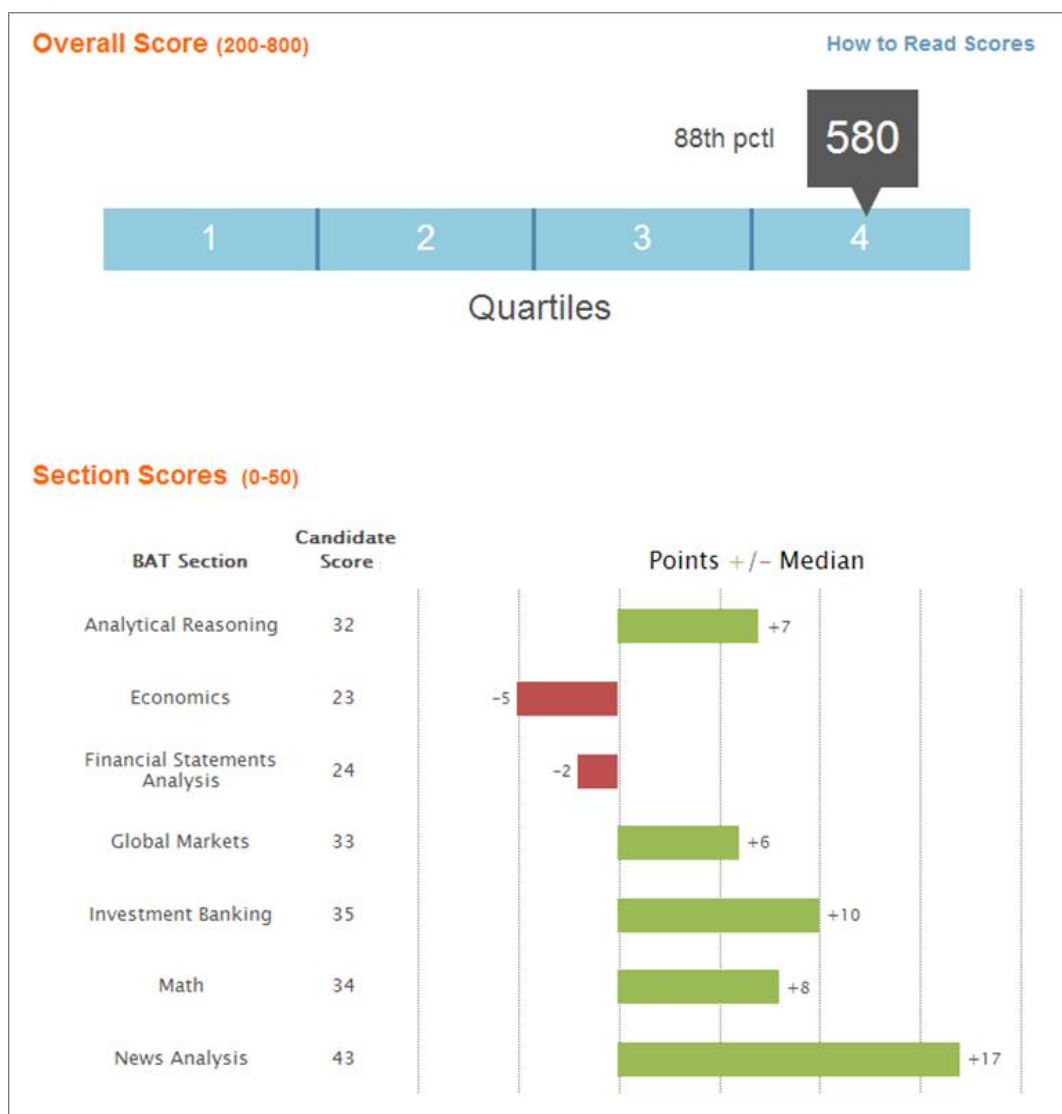 Overall Score (200-800)
How to Read Scores
88th pctl
580
1 2 3 4
Quartiles
Section Scores (0-50)
BAT Section
Candidate
Score
Points +/- Median
Analytical Reasoning 32 +7
Economics 23 -5
Financial Statements
Analysis
24 -2
Global Markets 33 +6
Investment Banking 35 +10
Math 34 +8
News Analysis 43 +17